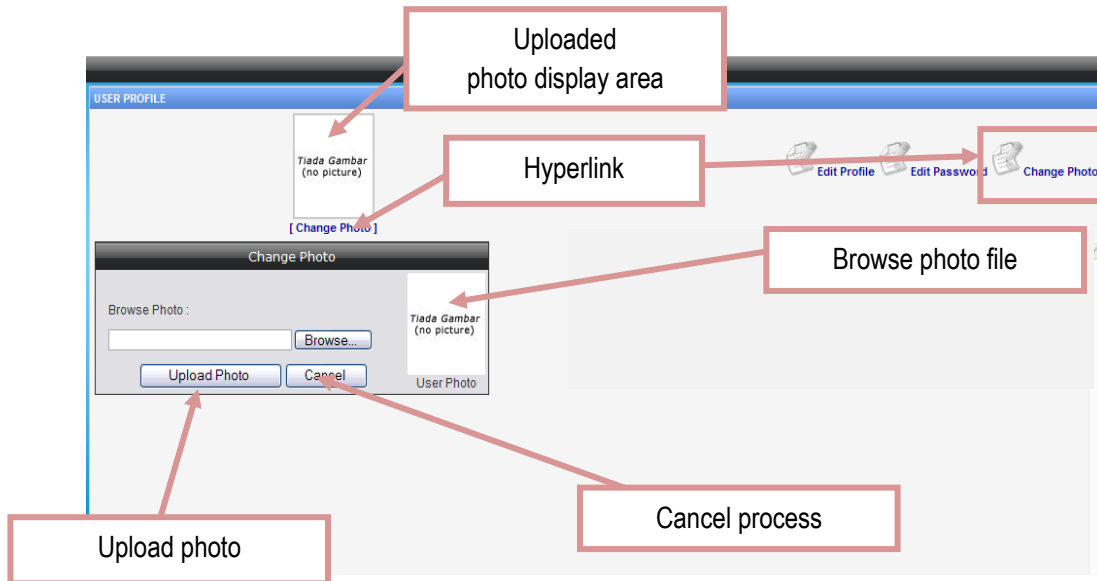 Uploaded
photo display area
USER PROFILE
Tiada Gambar
(no picture)
Hyperlink
Edit Profile
Edit Password
Change Photo
[ Change Photo ]
Change Photo
Browse photo file
Browse Photo :
Tiada Gambar
(no picture)
Browse...
Upload Photo
Cancel
User Photo
Cancel process
Upload photo